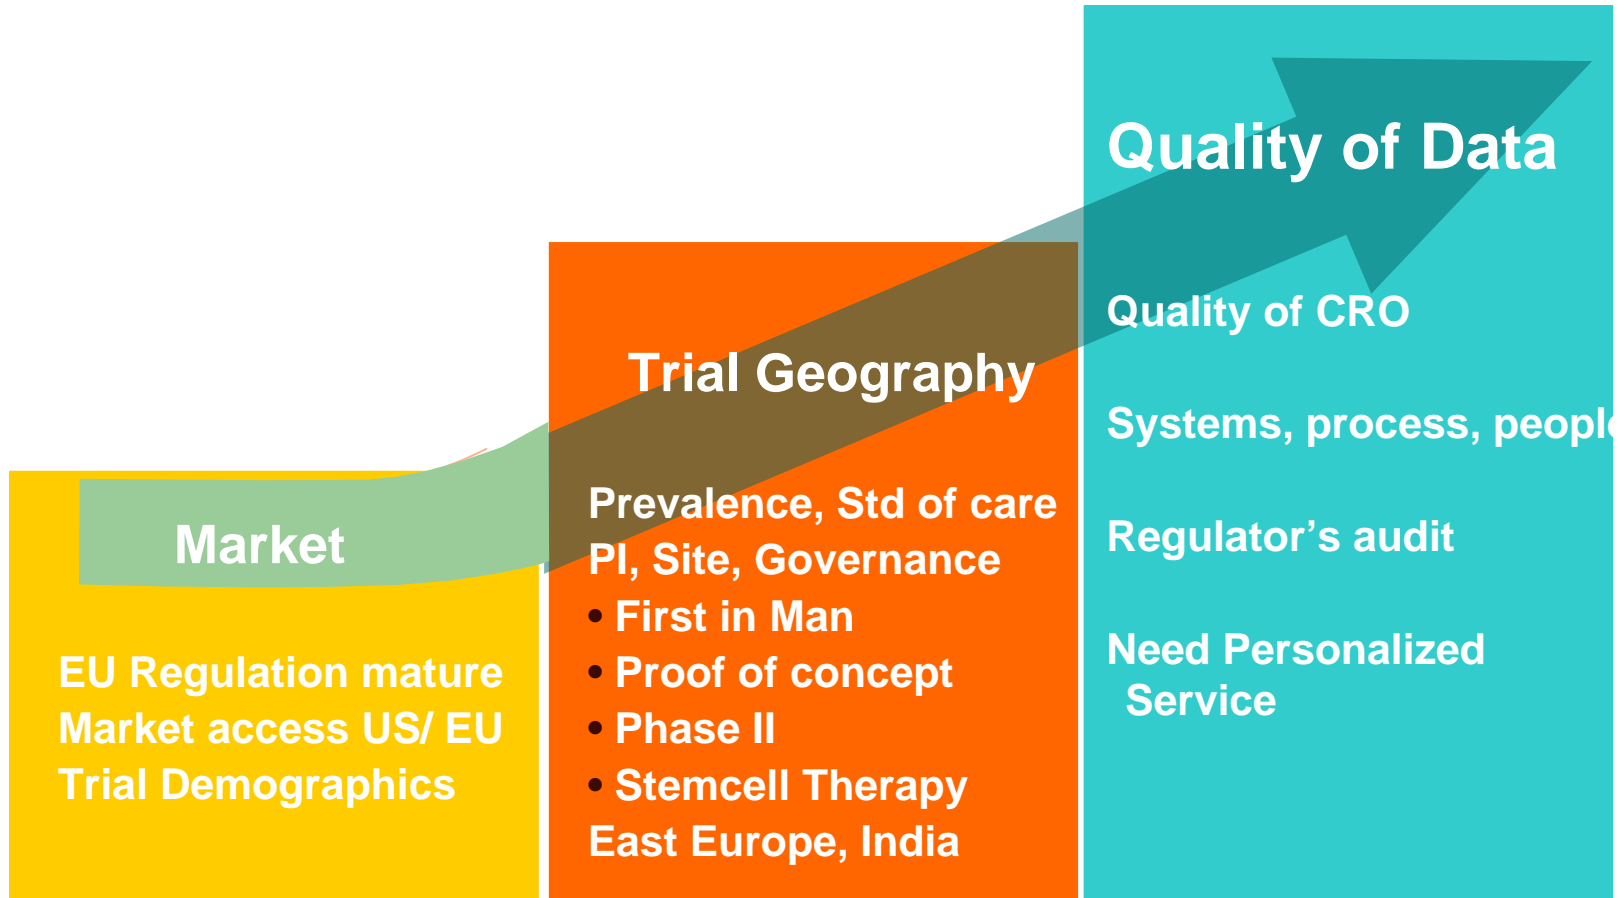 Market
EU Regulation mature
Market access US/ EU
Trial Demographics
Trial Geography
Prevalence, Std of care
PI, Site, Governance
• First in Man
• Proof of concept
• Phase II
• Stemcell Therapy
East Europe, India
Quality of Data
Quality of CRO
Systems, process, people
Regulator’s audit
Need Personalized
Service